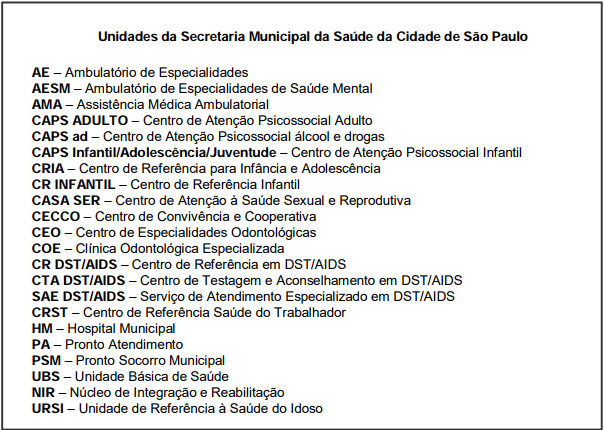 Unidades da Secretaria Municipal da Saúde da Cidade de São Paulo
AE – Ambulatório de Especialidades
AESM – Ambulatório de Especialidades de Saúde Mental
AMA – Assistência Médica Ambulatorial
CAPS ADULTO – Centro de Atenção Psicossocial Adulto
CAPS ad – Centro de Atenção Psicossocial álcool e drogas
CAPS Infantil/Adolescência/Juventude – Centro de Atenção Psicossocial Infantil
CRIA – Centro de Referência para Infância e Adolescência
CR INFANTIL – Centro de Referência Infantil
CASA SER – Centro de Atenção à Saúde Sexual e Reprodutiva
CECCO – Centro de Convivência e Cooperativa
CEO – Centro de Especialidades Odontológicas
COE – Clínica Odontológica Especializada
CR DST/AIDS – Centro de Referência em DST/AIDS
CTA DST/AIDS – Centro de Testagem e Aconselhamento em DST/AIDS
SAE DST/AIDS – Serviço de Atendimento Especializado em DST/AIDS
CRST – Centro de Referência Saúde do Trabalhador
HM – Hospital Municipal
PA – Pronto Atendimento
PSM – Pronto Socorro Municipal
UBS – Unidade Básica de Saúde
NIR – Núcleo de Integração e Reabilitação
URSI – Unidade de Referência à Saúde do Idoso